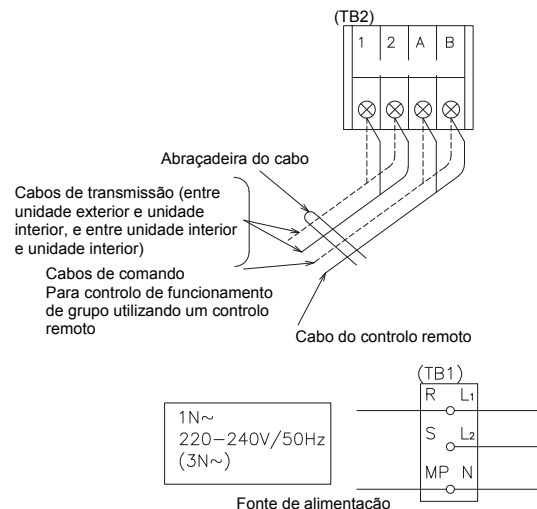 (TB2)
1 2 A B
Abraçadeira do cabo
Cabos de transmissão (entre
unidade exterior e unidade
interior, e entre unidade interior
e unidade interior)
Cabos de comando
Para controlo de funcionamento
de grupo utilizando um controlo
remoto
Cabo do controlo remoto
(TB1)
R L1
S L2
MP N
1N~
220-240V/50Hz
(3N~)
Fonte de alimentação